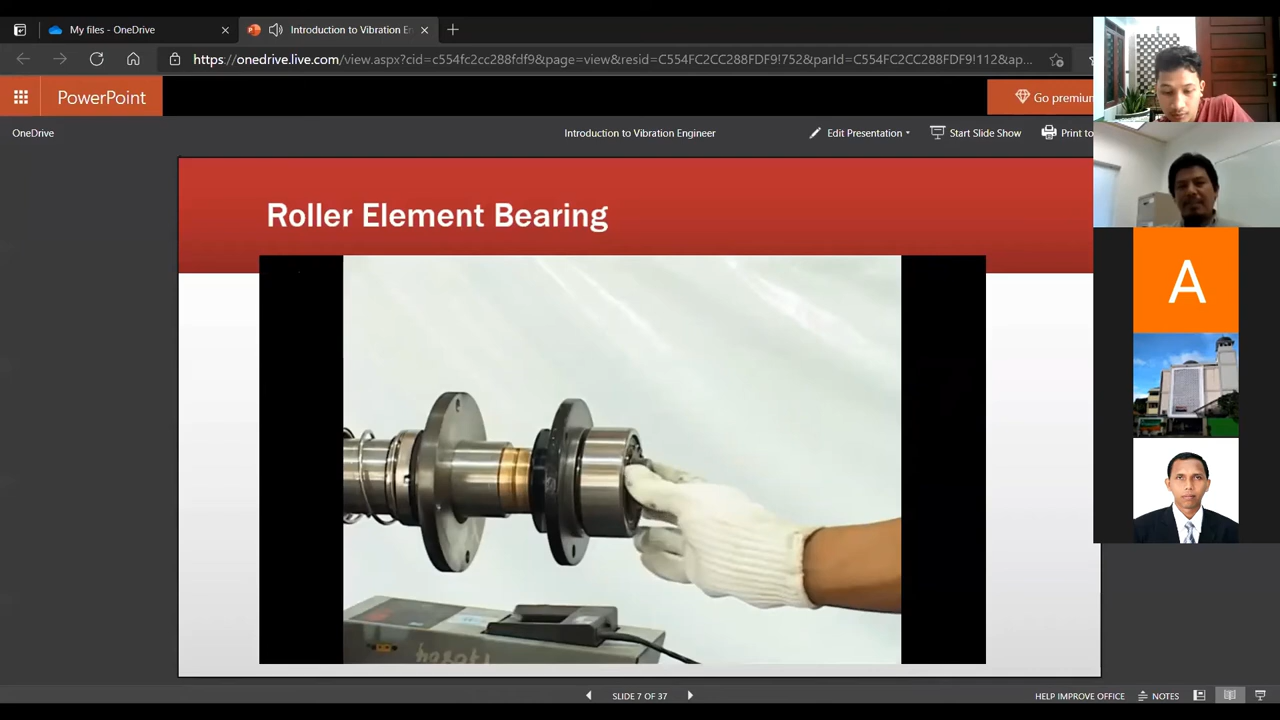 My files - OneDrive
Introduction to Vibration En
https://onedrive.live.com/view.aspx?cid=c554fc2cc288fdf9&page=view&resid=C554FC2CC288FDF9!752&parId=C554FC2CC288FDF9!112&ap...
PowerPoint
Go premium
OneDrive
Introduction to Vibration Engineer
Edit Presentation
Start Slide Show
Print to
Roller Element Bearing
A
SLIDE 7 OF 37
HELP IMPROVE OFFICE
NOTES